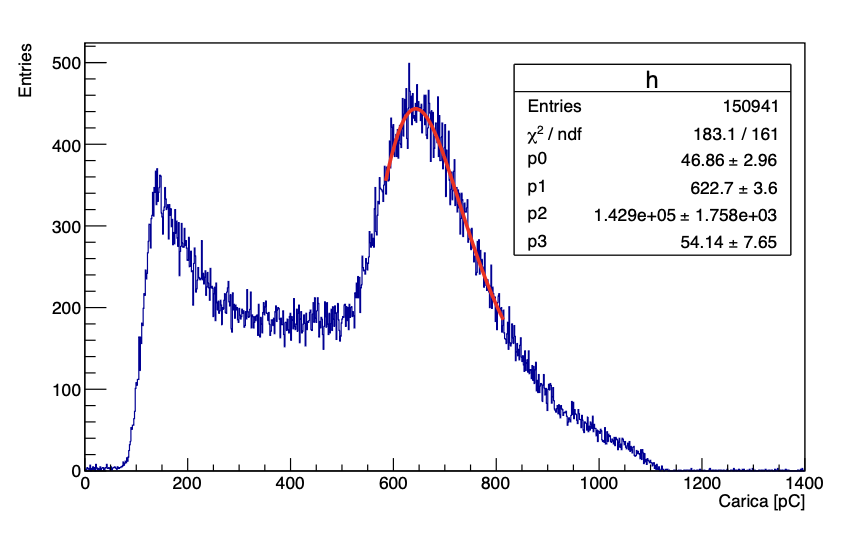 Entries
500
400
300
200
100
0
0 200 400 600 800 1000 1200 1400
Carica [pC]
h
Entries 150941
χ² / ndf 183.1 / 161
p0 46.86 ± 2.96
p1 622.7 ± 3.6
p2 1.429e+05 ± 1.758e+03
p3 54.14 ± 7.65